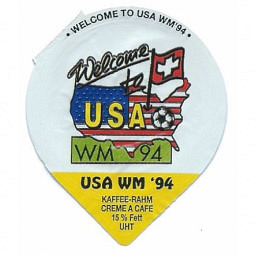 • WELCOME TO USA WM'94 •
Welcome
to
USA
WM 94
USA WM '94
KAFFEE-RAHM
CREME A CAFE
15% Fett
UHT